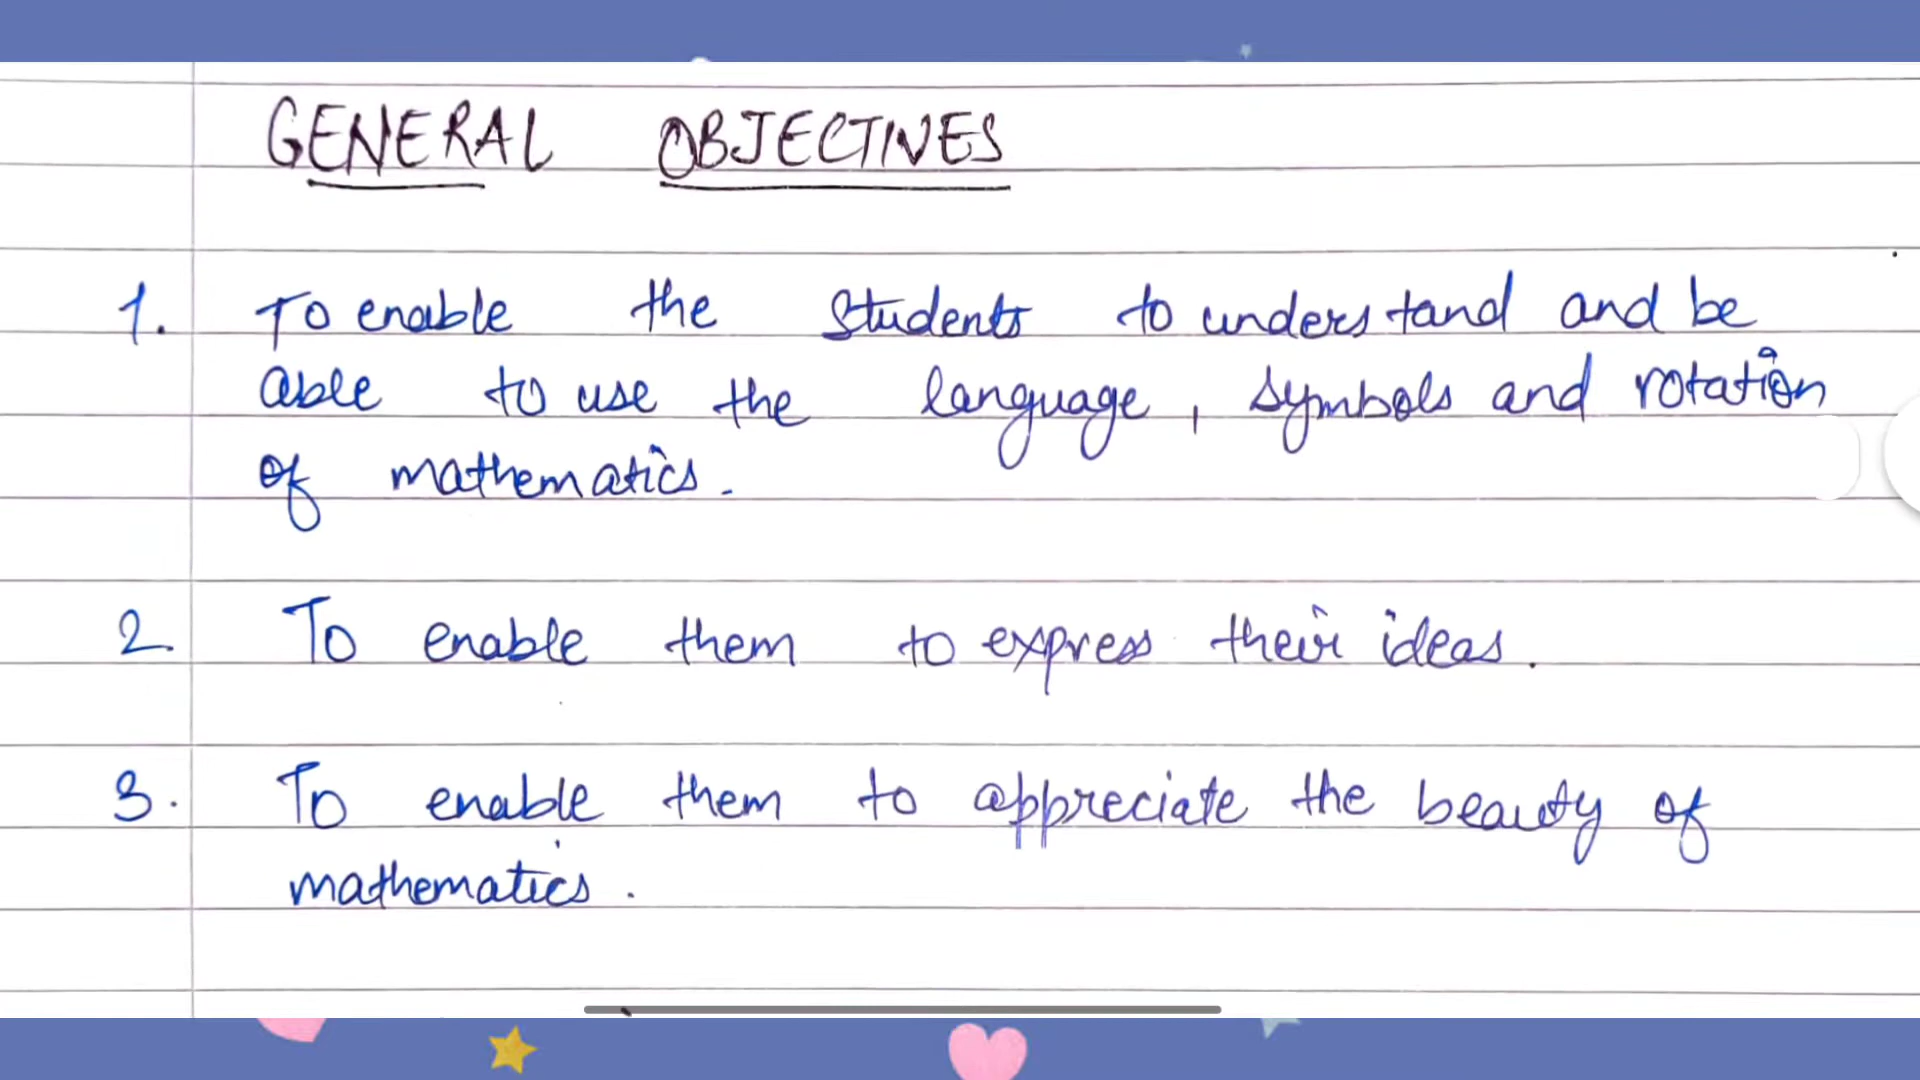 GENERAL OBJECTIVES
1. To enable the students to understand and be
able to use the language, symbols and rotation
of mathematics.
2. To enable them to express their ideas.
3. To enable them to appreciate the beauty of
mathematics.